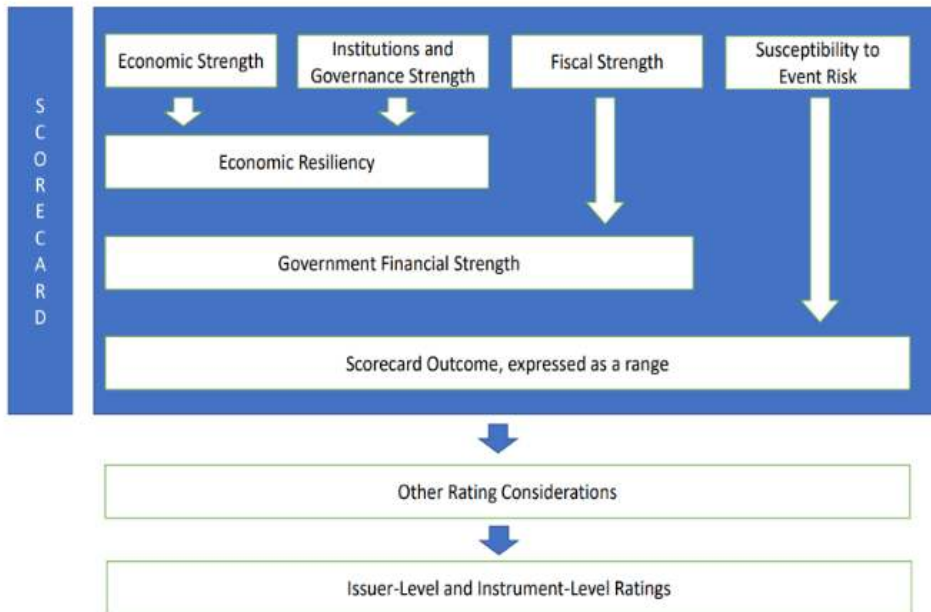 SCORECARD
Economic Strength
Institutions and
Governance Strength
Fiscal Strength
Susceptibility to
Event Risk
Economic Resiliency
Government Financial Strength
Scorecard Outcome, expressed as a range
Other Rating Considerations
Issuer-Level and Instrument-Level Ratings